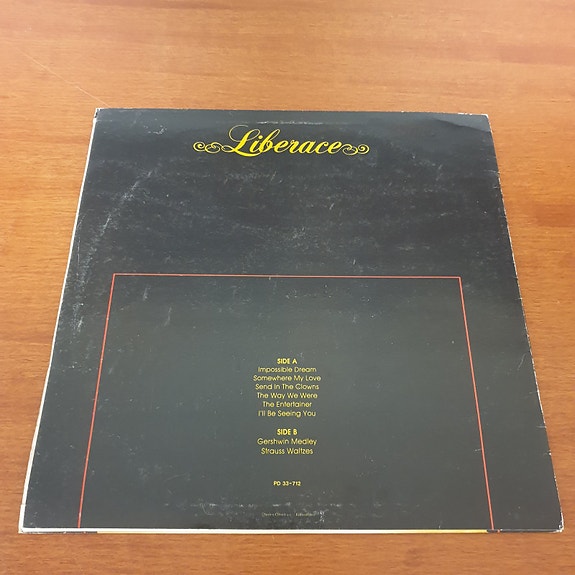 Liberace
SIDE A
Impossible Dream
Somewhere My Love
Send In The Clowns
The Way We Were
The Entertainer
I'll Be Seeing You
SIDE B
Gershwin Medley
Strauss Waltzes
PD 33-712